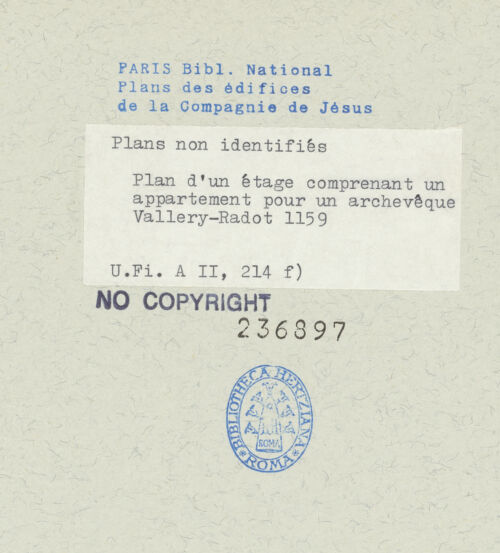 PARIS Bibl. National
Plans des édifices
de la Compagnie de Jésus
Plans non identifiés
Plan d'un étage comprenant un
appartement pour un archevêque
Vallery-Radot 1159
U.Fi. A II, 214 f)
NO COPYRIGHT
236897
*BIBLIOTHECA HERTZIANA*
ROMA
ROMA